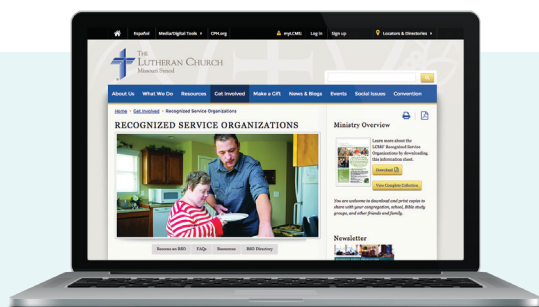 Español Media/Digital Tools CPH.org myLCMS: Log in Sign up Locators & Directories
THE
LUTHERAN CHURCH
Missouri Synod
About Us What We Do Resources Get Involved Make a Gift News & Blogs Events Social Issues Convention
Home › Get Involved › Recognized Service Organizations
RECOGNIZED SERVICE ORGANIZATIONS
Ministry Overview
Learn more about the
LCMS' Recognized Service
Organizations by downloading
this information sheet.
Download
View Complete Collection
You are welcome to download and print copies to
share with your congregation, school, Bible study
groups, and other friends and family.
Newsletter
Become an RSO FAQs Resources RSO Directory